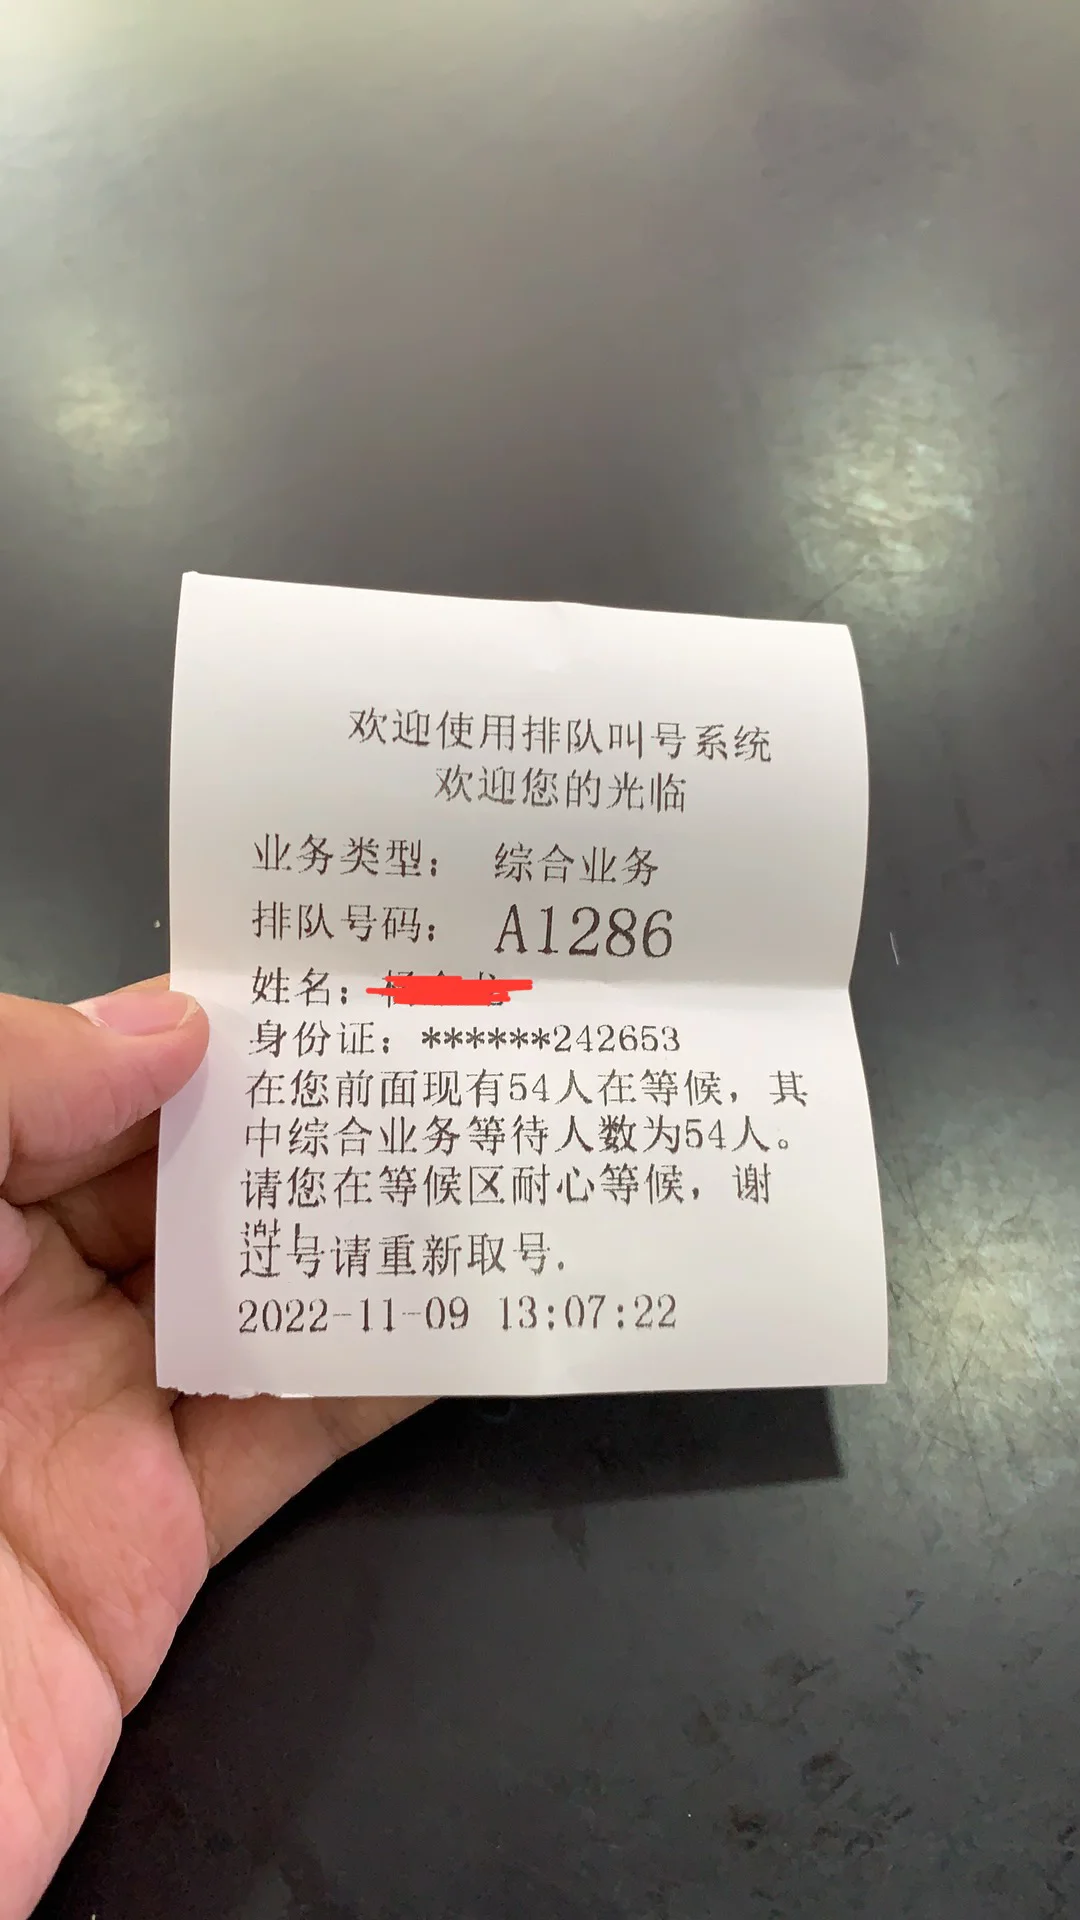 欢迎使用排队叫号系统
欢迎您的光临
业务类型： 综合业务
排队号码： A1286
姓名：
身份证： ******242653
在您前面现有54人在等候，其
中综合业务等待人数为54人。
请您在等候区耐心等候，谢
谢！
过号请重新取号.
2022-11-09 13:07:22